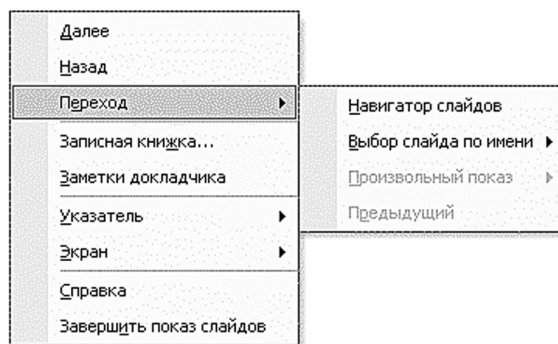 Далее
Назад
Переход
Записная книжка...
Заметки докладчика
Указатель
Экран
Справка
Завершить показ слайдов
Навигатор слайдов
Выбор слайда по имени
Произвольный показ
Предыдущий